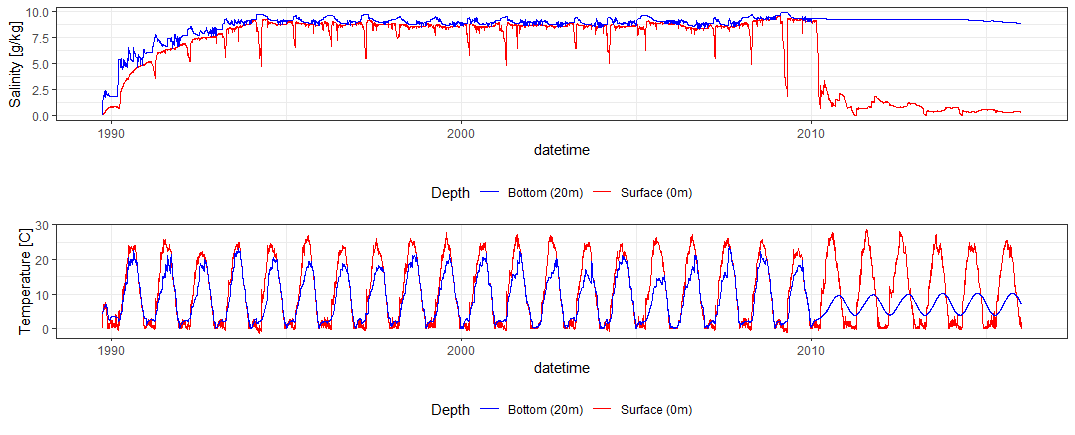 Salinity [g/kg]
10.0
7.5
5.0
2.5
0.0
1990 2000 2010
datetime
Depth Bottom (20m) Surface (0m)
Temperature [C]
30
20
10
0
1990 2000 2010
datetime
Depth Bottom (20m) Surface (0m)